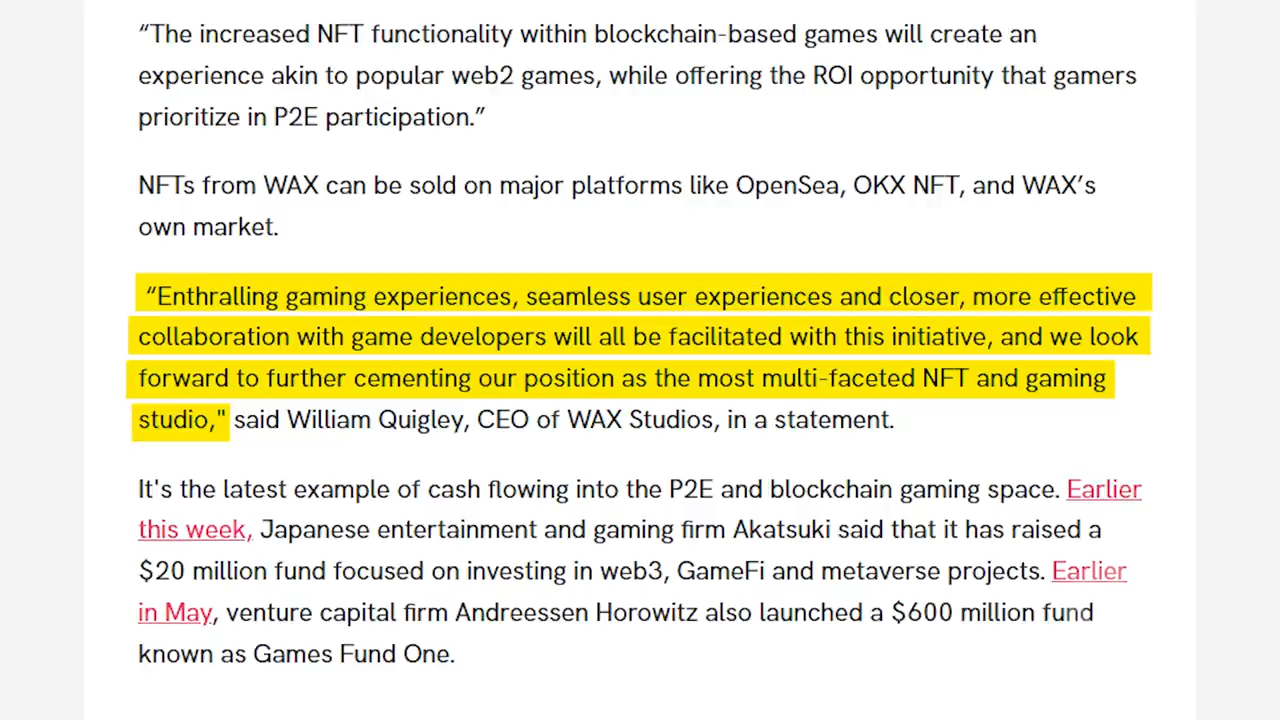 “The increased NFT functionality within blockchain-based games will create an
experience akin to popular web2 games, while offering the ROI opportunity that gamers
prioritize in P2E participation.”
NFTs from WAX can be sold on major platforms like OpenSea, OKX NFT, and WAX’s
own market.
“Enthralling gaming experiences, seamless user experiences and closer, more effective
collaboration with game developers will all be facilitated with this initiative, and we look
forward to further cementing our position as the most multi-faceted NFT and gaming
studio," said William Quigley, CEO of WAX Studios, in a statement.
It's the latest example of cash flowing into the P2E and blockchain gaming space. Earlier
this week, Japanese entertainment and gaming firm Akatsuki said that it has raised a
$20 million fund focused on investing in web3, GameFi and metaverse projects. Earlier
in May, venture capital firm Andreessen Horowitz also launched a $600 million fund
known as Games Fund One.